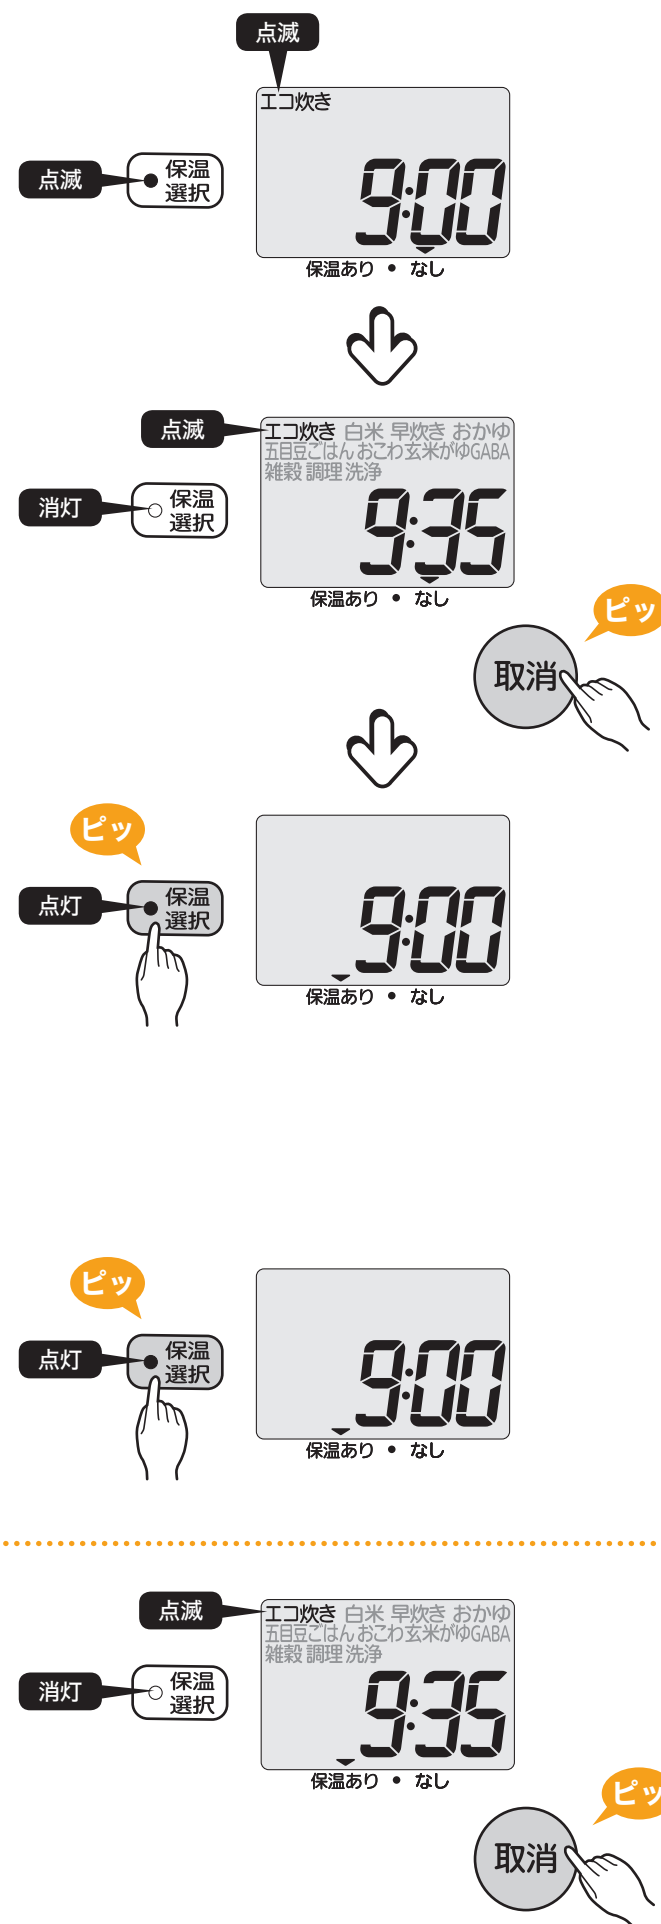 点滅
エコ炊き
点滅
保温
選択
9:00
保温あり • なし
点滅
エコ炊き 白米 早炊き おかゆ
五目豆ごはん おこわ 玄米がゆGABA
雑穀 調理 洗浄
消灯
保温
選択
9:35
保温あり • なし
ピッ
取消
ピッ
点灯
保温
選択
9:00
保温あり • なし
ピッ
点灯
保温
選択
9:00
保温あり • なし
点滅
エコ炊き 白米 早炊き おかゆ
五目豆ごはん おこわ 玄米がゆGABA
雑穀 調理 洗浄
消灯
保温
選択
9:35
保温あり • なし
ピッ
取消